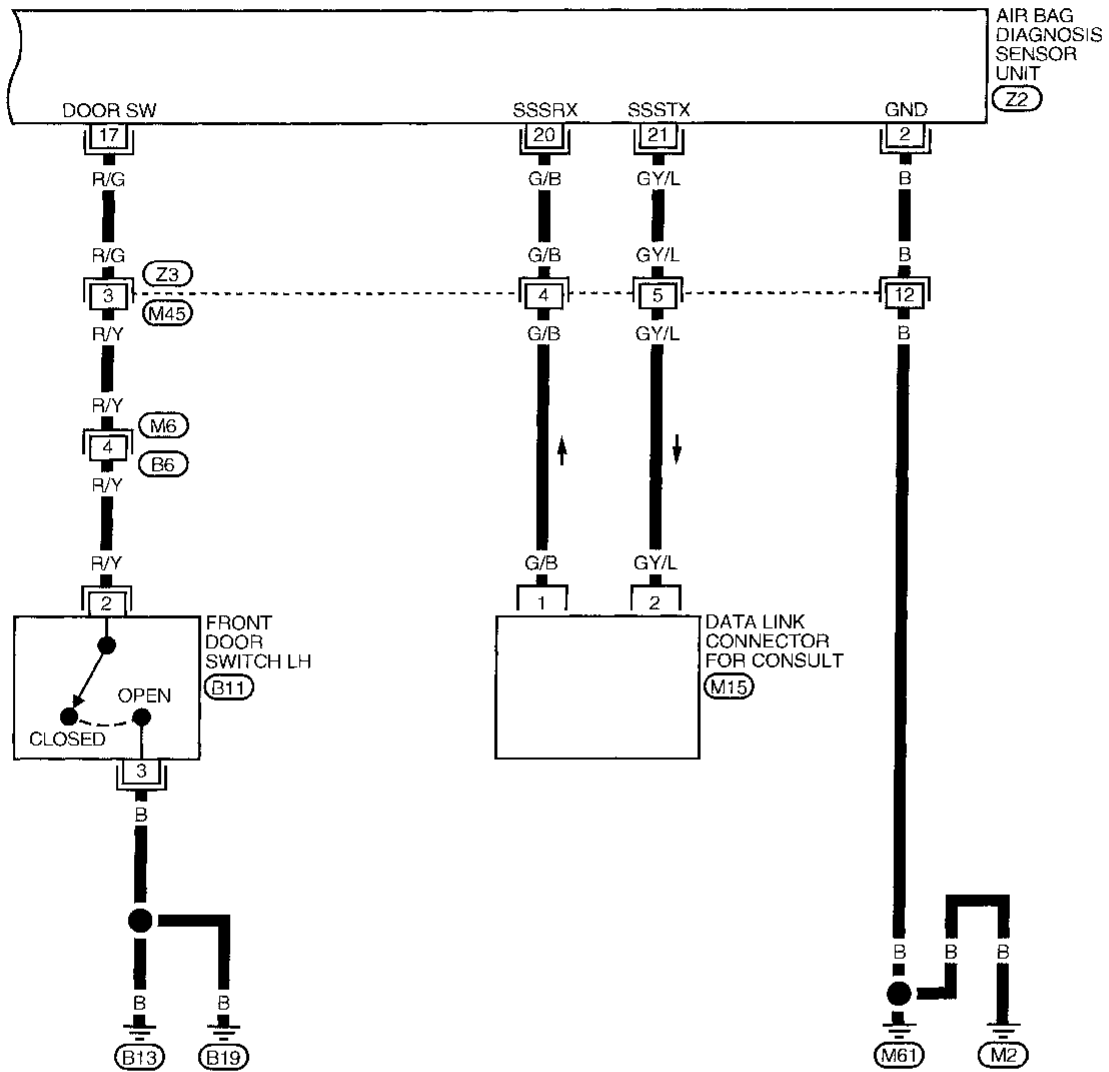 AIR BAG
DIAGNOSIS
SENSOR
UNIT
Z2
DOOR SW SSSRX SSSTX GND
17 20 21 2
R/G G/B GY/L B
R/G G/B GY/L B
Z3
3 4 5 12
M45
R/Y G/B GY/L B
R/Y
M6
4
B6
R/Y
R/Y G/B GY/L
2 1 2
FRONT
DOOR
SWITCH LH
B11
OPEN
CLOSED
DATA LINK
CONNECTOR
FOR CONSULT
M15
3
B
B B B
B B
B13 B19 M61 M2